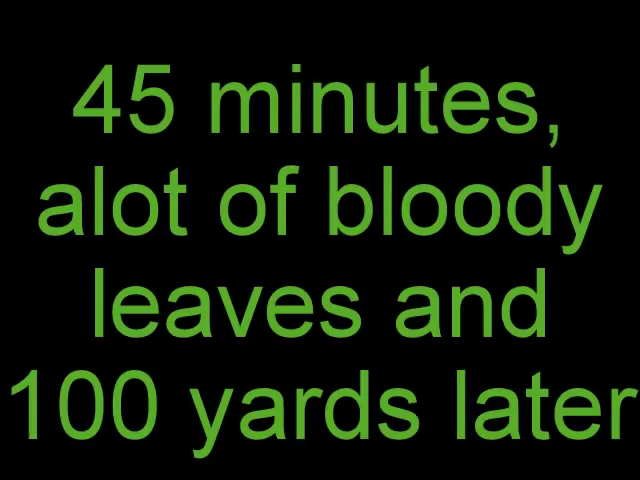 45 minutes,
alot of bloody
leaves and
100 yards later